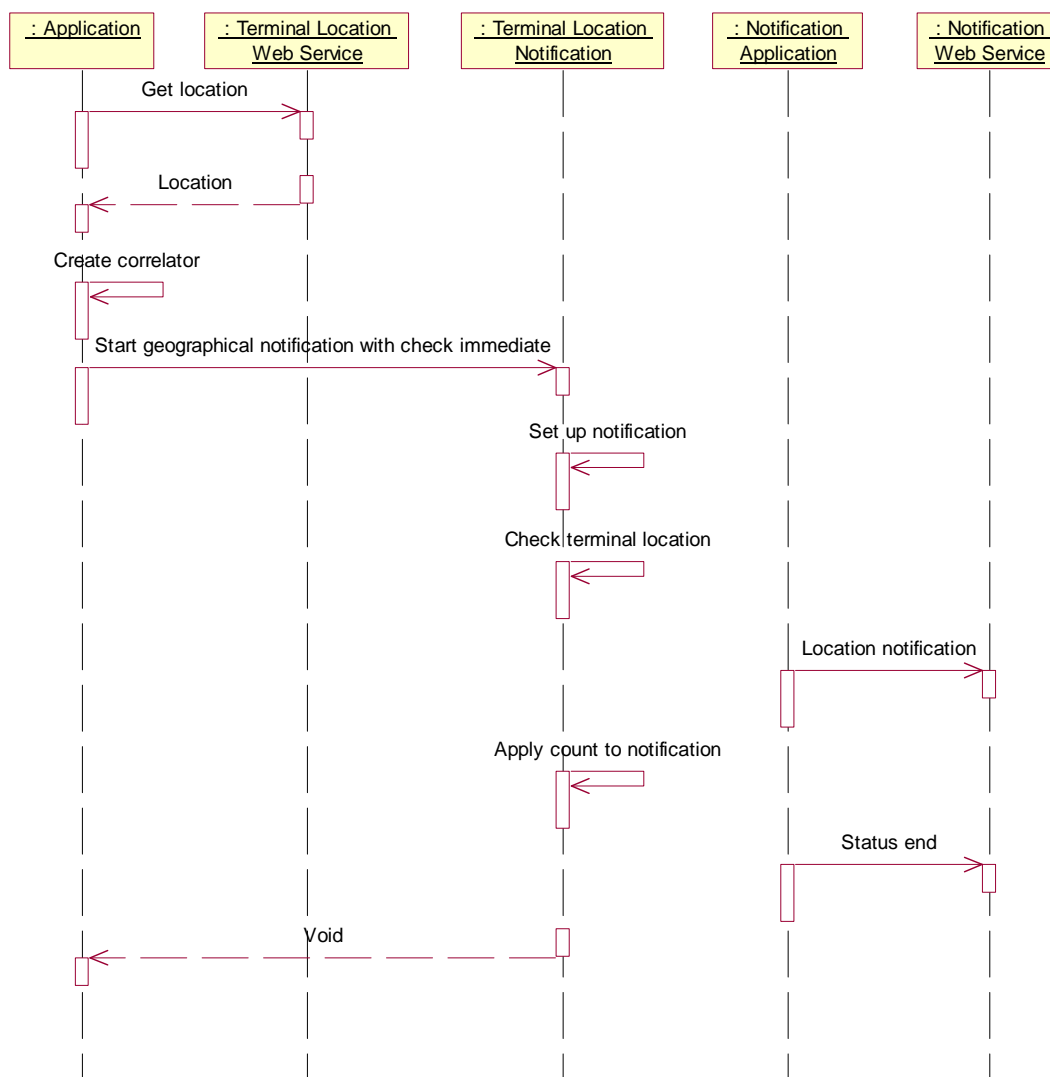 : Application
: Terminal Location
Web Service
: Terminal Location
Notification
: Notification
Application
: Notification
Web Service
Get location
Location
Create correlator
Start geographical notification with check immediate
Set up notification
Check terminal location
Location notification
Apply count to notification
Status end
Void